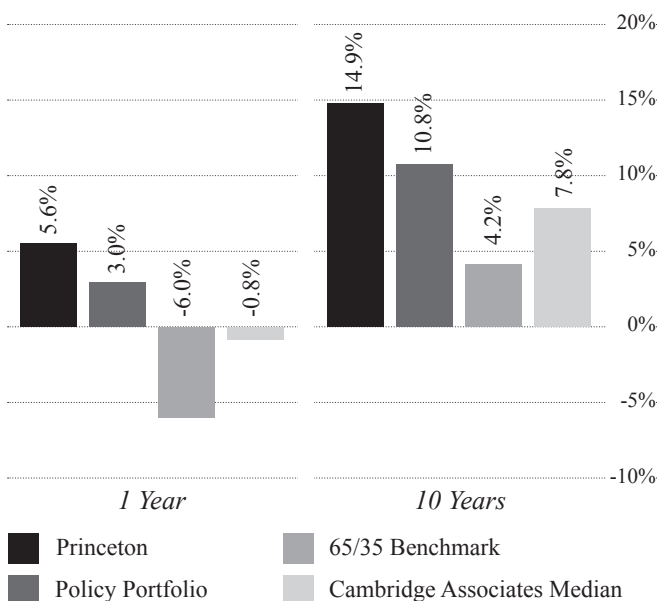 20%
15%
10%
5%
0%
-5%
-10%
5.6%
3.0%
-6.0%
-0.8%
14.9%
10.8%
4.2%
7.8%
1 Year
10 Years
Princeton
65/35 Benchmark
Policy Portfolio
Cambridge Associates Median